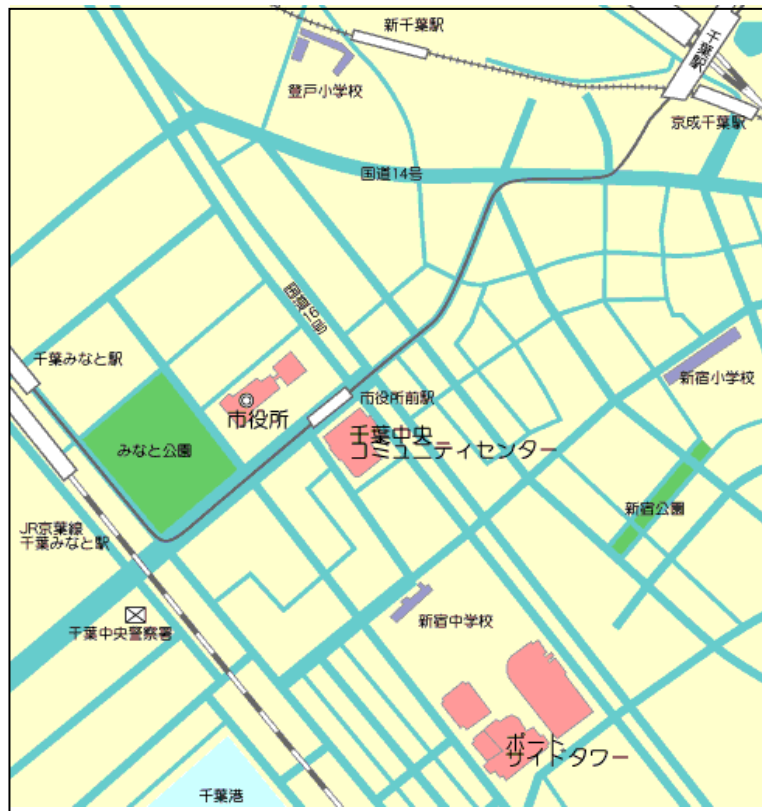 新千葉駅
千葉駅
登戸小学校
京成千葉駅
国道14号
国道16号
千葉みなと駅
新宿小学校
市役所前駅
市役所
千葉中央
コミュニティセンター
みなと公園
新宿公園
JR京葉線
千葉みなと駅
新宿中学校
千葉中央警察署
ポート
サイドタワー
千葉港